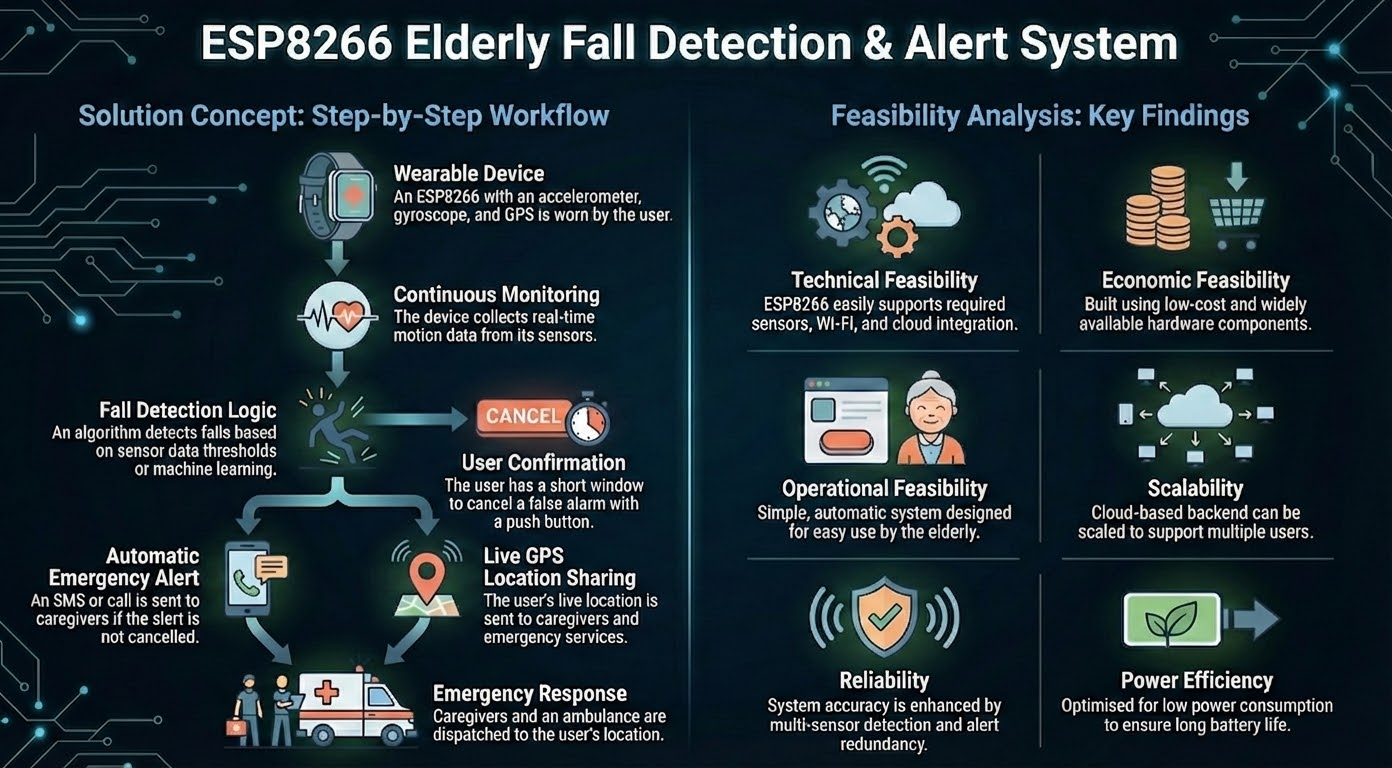 ESP8266 Elderly Fall Detection & Alert System
Solution Concept: Step-by-Step Workflow
Wearable Device
An ESP8266 with an accelerometer,
gyroscope, and GPS is worn by the user.
Continuous Monitoring
The device collects real-time
motion data from its sensors.
Fall Detection Logic
An algorithm detects falls based
on sensor data thresholds
or machine learning.
CANCEL
User Confirmation
The user has a short window
to cancel a false alarm with
a push button.
Automatic
Emergency Alert
An SMS or call is sent to
caregivers if the slert is
not cancelled.
Live GPS
Location Sharing
The user's live location is
sent to caregivers and
emergency services.
Emergency Response
Caregivers and an ambulance are
dispatched to the user's location.
Feasibility Analysis: Key Findings
Technical Feasibility
ESP8266 easily supports required
sensors, WI-FI, and cloud integration.
Economic Feasibility
Built using low-cost and widely
available hardware components.
Operational Feasibility
Simple, automatic system designed
for easy use by the elderly.
Scalability
Cloud-based backend can be
scaled to support multiple users.
Reliability
System accuracy is enhanced by
multi-sensor detection and alert
redundancy.
Power Efficiency
Optimised for low power consumption
to ensure long battery life.